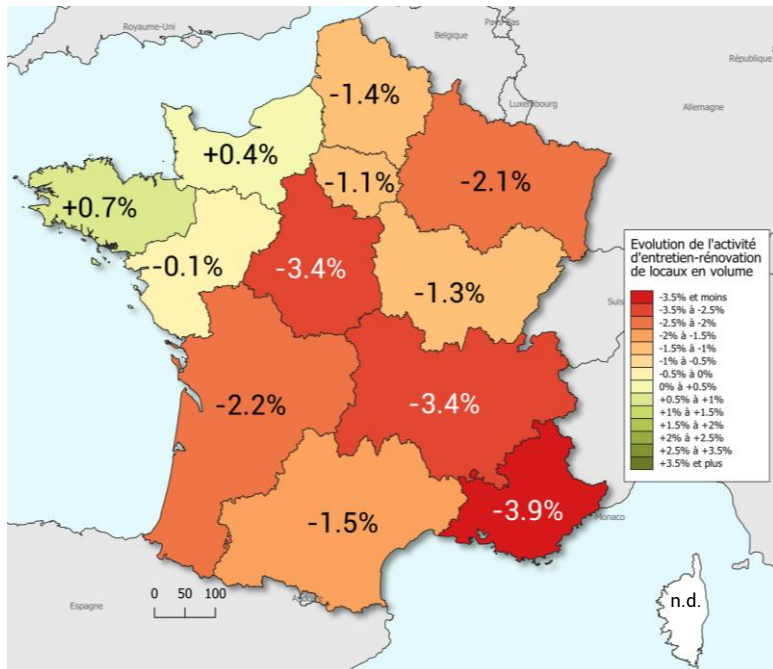 Royaume-Uni
Pays-Bas
Belgique
République
Luxembourg
Allemagne
-1.4%
+0.4%
-1.1%
-2.1%
+0.7%
-0.1%
-3.4%
-1.3%
Evolution de l'activité
d'entretien-rénovation
de locaux en volume
-3.5% et moins
-3.5% à -2.5%
-2.5% à -2%
-2% à -1.5%
-1.5% à -1%
-1% à -0.5%
-0.5% à 0%
0% à +0.5%
+0.5% à +1%
+1% à +1.5%
+1.5% à +2%
+2% à +2.5%
+2.5% à +3.5%
+3.5% et plus
Suis
-2.2%
-3.4%
-1.5%
-3.9%
Monaco
n.d.
0 50 100
Espagne